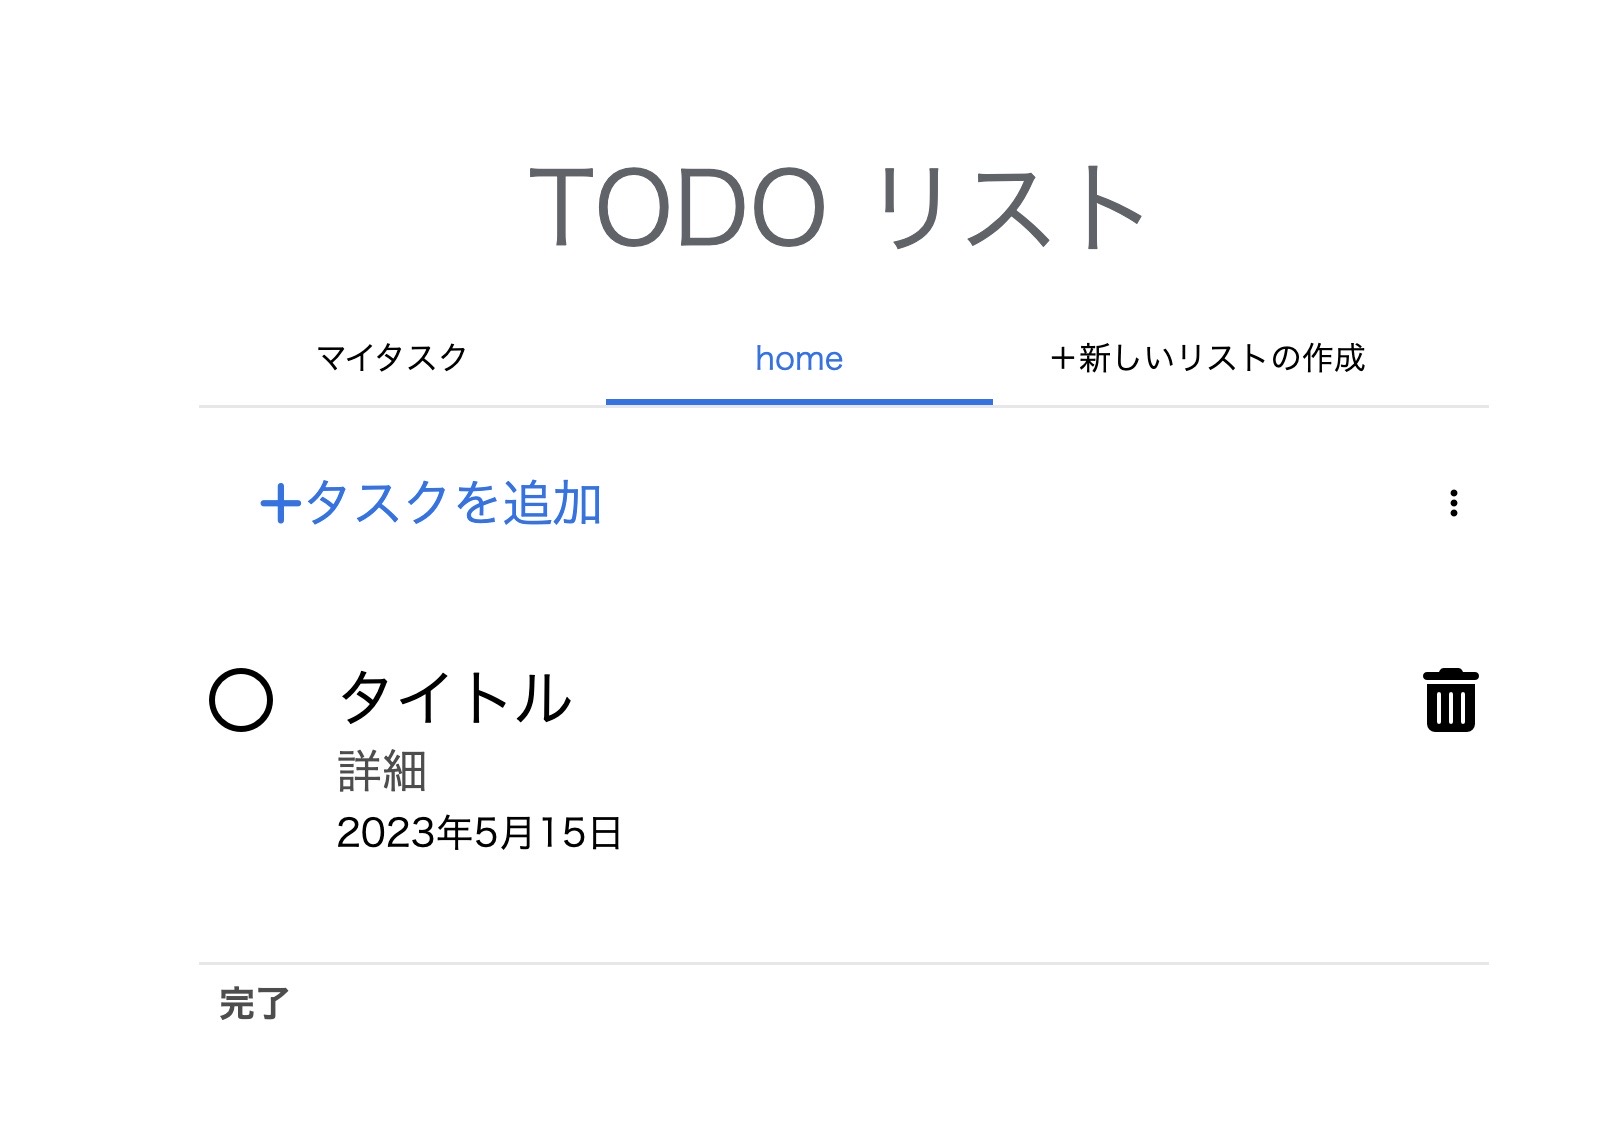 TODO リスト
マイタスク home ＋新しいリストの作成
＋タスクを追加
タイトル
詳細
2023年5月15日
完了